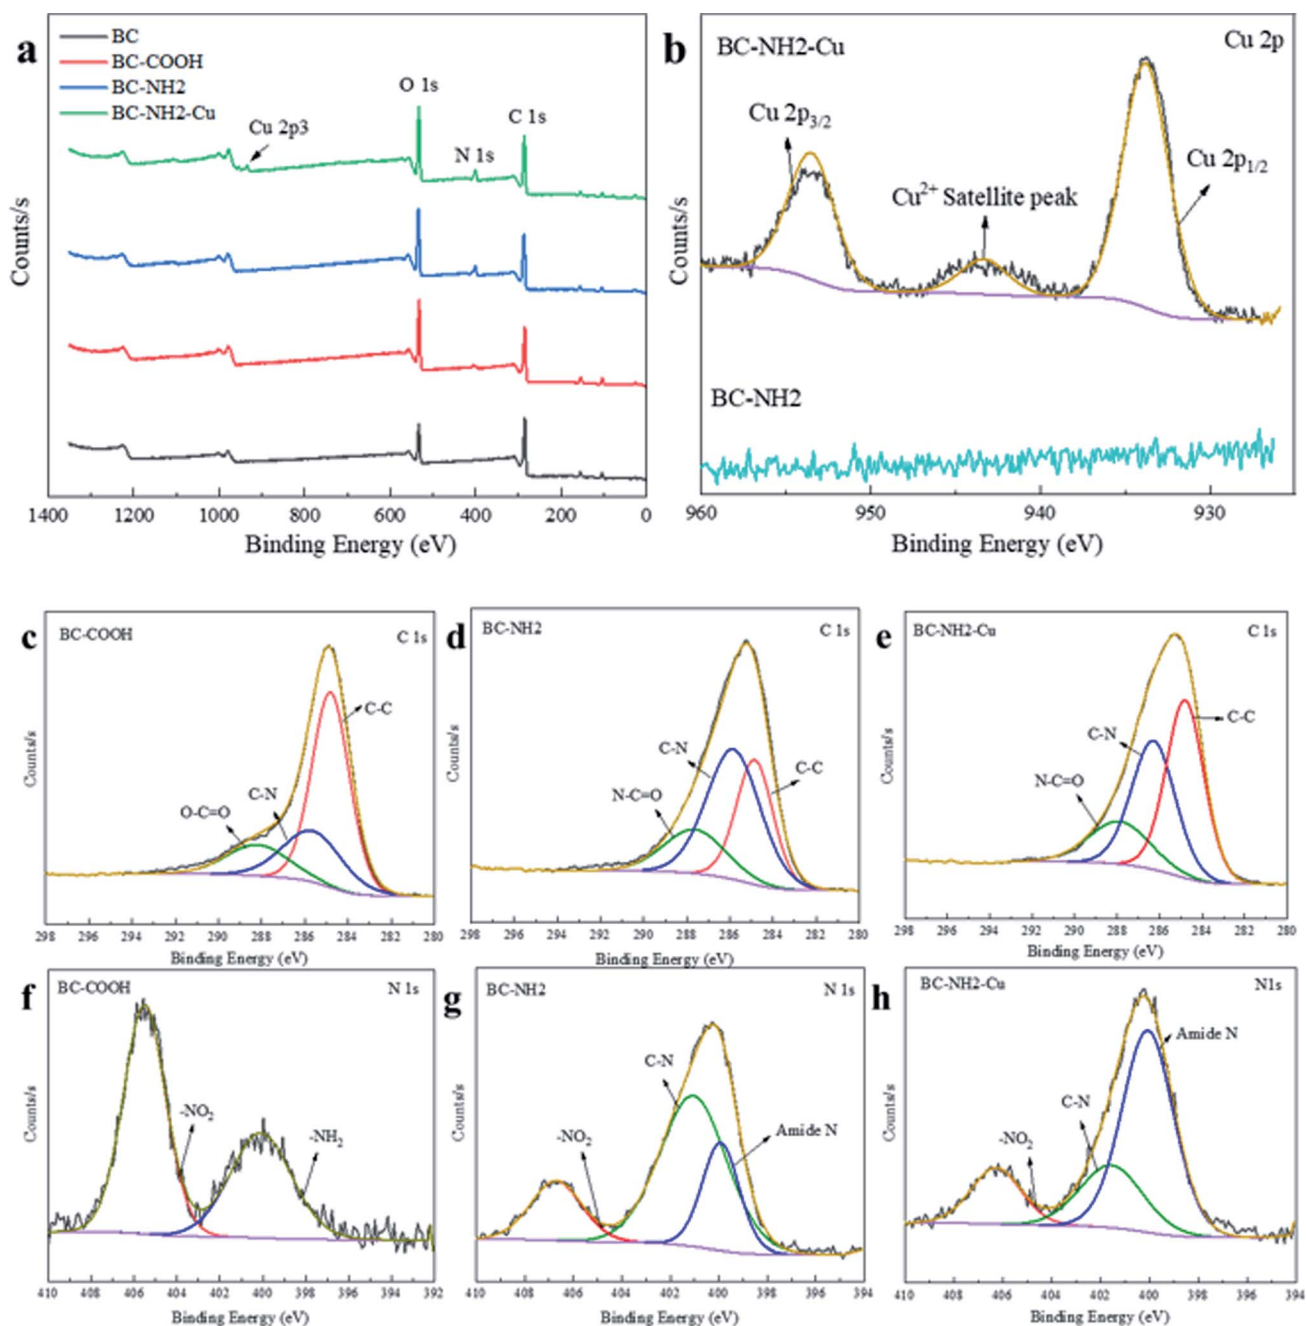 a
BC
BC-COOH
BC-NH2
BC-NH2-Cu
Cu 2p3
O 1s
N 1s
C 1s
Counts/s
1400 1200 1000 800 600 400 200 0
Binding Energy (eV)
b
BC-NH2-Cu
Cu 2p
Cu 2p3/2
Cu2+ Satellite peak
Cu 2p1/2
BC-NH2
Counts/s
960 950 940 930
Binding Energy (eV)
c
BC-COOH
C 1s
C-C
C-N
O-C=O
Counts/s
298 296 294 292 290 288 286 284 282 280
Binding Energy (eV)
d
BC-NH2
C 1s
C-N
C-C
N-C=O
Counts/s
298 296 294 292 290 288 286 284 282 280
Binding Energy (eV)
e
BC-NH2-Cu
C 1s
C-C
C-N
N-C=O
Counts/s
298 296 294 292 290 288 286 284 282 280
Binding Energy (eV)
f
BC-COOH
N 1s
-NO2
-NH2
Counts/s
410 408 406 404 402 400 398 396 394 392
Binding Energy (eV)
g
BC-NH2
N 1s
C-N
-NO2
Amide N
Counts/s
410 408 406 404 402 400 398 396 394
Binding Energy (eV)
h
BC-NH2-Cu
N1s
Amide N
C-N
-NO2
Counts/s
410 408 406 404 402 400 398 396 394
Binding Energy (eV)